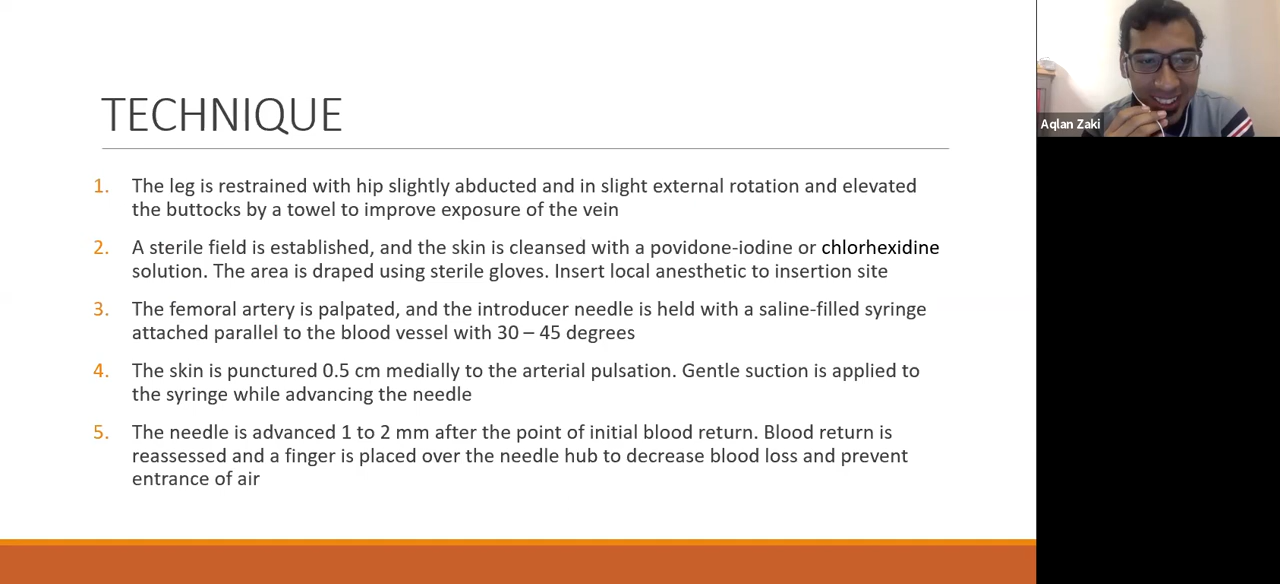 TECHNIQUE
1. The leg is restrained with hip slightly abducted and in slight external rotation and elevated
the buttocks by a towel to improve exposure of the vein
2. A sterile field is established, and the skin is cleansed with a povidone-iodine or chlorhexidine
solution. The area is draped using sterile gloves. Insert local anesthetic to insertion site
3. The femoral artery is palpated, and the introducer needle is held with a saline-filled syringe
attached parallel to the blood vessel with 30 – 45 degrees
4. The skin is punctured 0.5 cm medially to the arterial pulsation. Gentle suction is applied to
the syringe while advancing the needle
5. The needle is advanced 1 to 2 mm after the point of initial blood return. Blood return is
reassessed and a finger is placed over the needle hub to decrease blood loss and prevent
entrance of air
Aqlan Zaki